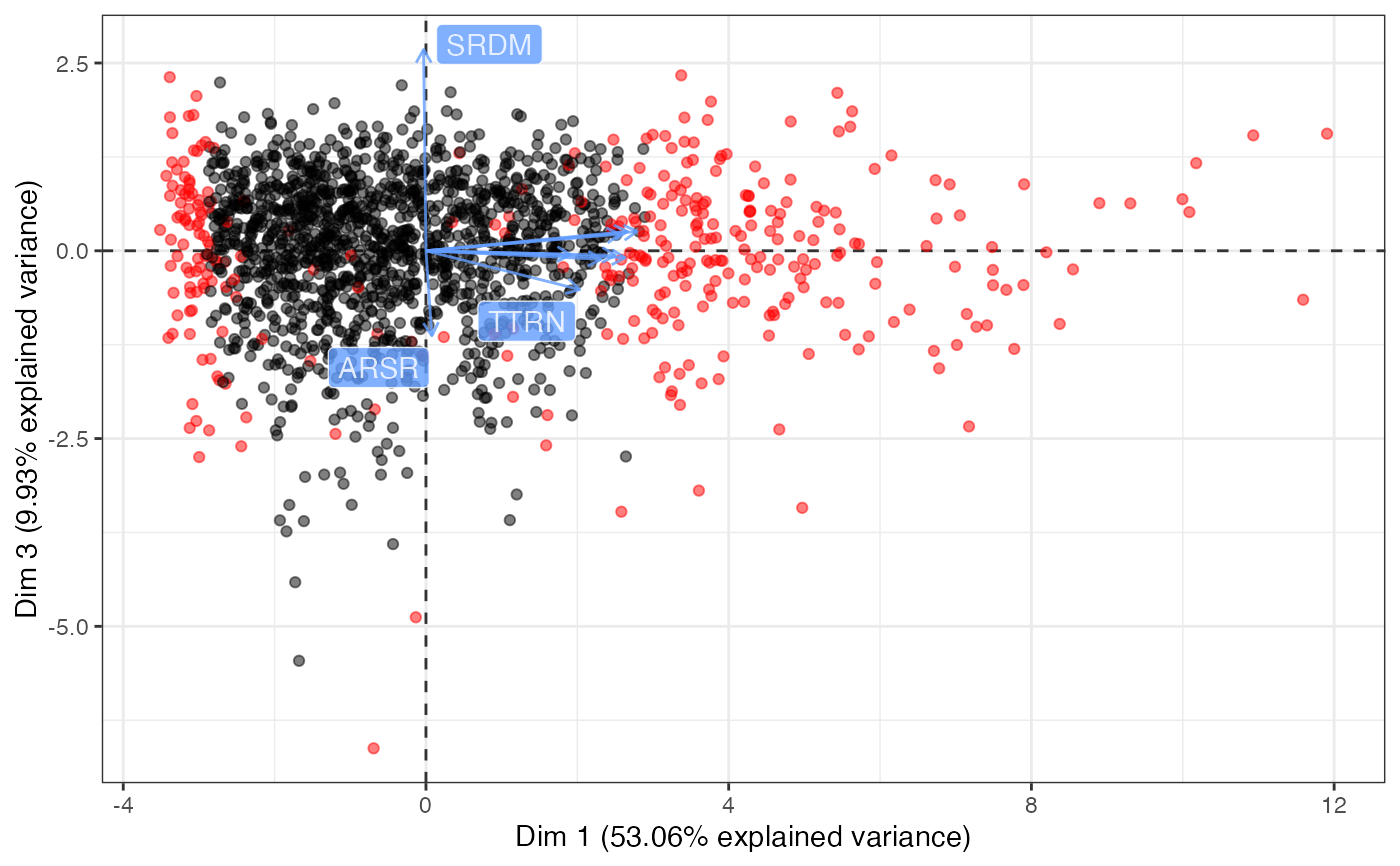 SRDM
2.5
0.0
TTRN
ARSR
-2.5
-5.0
-4
0
4
8
12
Dim 1 (53.06% explained variance)
Dim 3 (9.93% explained variance)